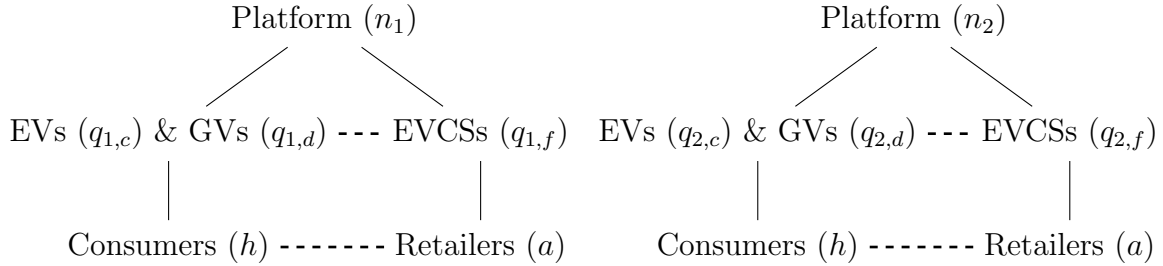 Platform (n₁) Platform (n₂)
EVs (q₁,c) & GVs (q₁,d) --- EVCSs (q₁,f) EVs (q₂,c) & GVs (q₂,d) --- EVCSs (q₂,f)
Consumers (h) ------- Retailers (a) Consumers (h) ------- Retailers (a)